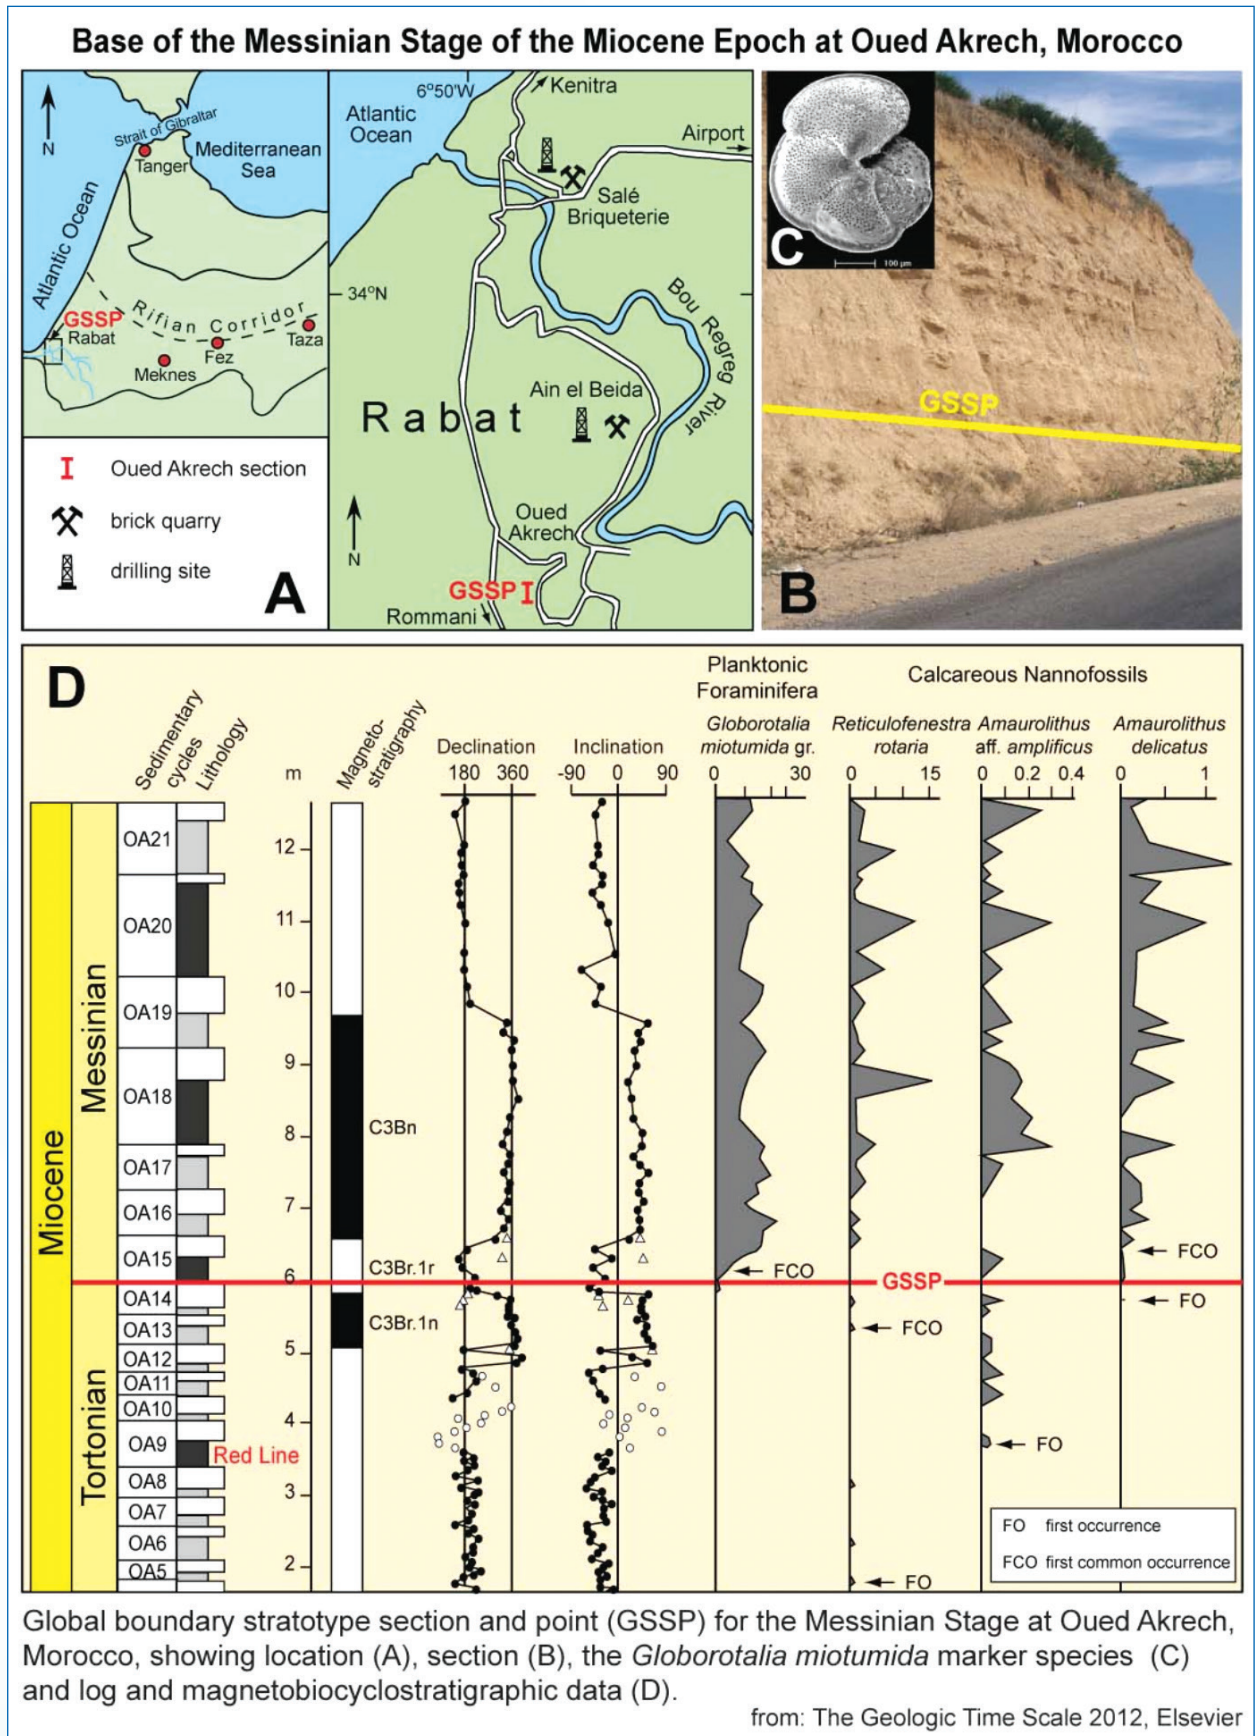 Base of the Messinian Stage of the Miocene Epoch at Oued Akrech, Morocco
N
Strait of Gibraltar
Tanger
Mediterranean
Sea
Atlantic Ocean
GSSP
Rabat
Rifian Corridor
Fez
Taza
Meknes
Oued Akrech section
brick quarry
drilling site
A
6º50'W
Kenitra
Atlantic
Ocean
Airport
Salé
Briqueterie
34ºN
Bou Regreg River
Ain el Beida
Rabat
N
Oued
Akrech
GSSP
Rommani
C
100 µm
GSSP
B
D
Sedimentary
cycles
Lithology
m
Magneto-
stratigraphy
Declination
180 360
Inclination
-90 0 90
Planktonic
Foraminifera
Globorotalia
miotumida gr.
0 30
Calcareous Nannofossils
Reticulofenestra
rotaria
0 15
Amaurolithus
aff. amplificus
0 0.2 0.4
Amaurolithus
delicatus
0 1
Miocene
Messinian
Tortonian
OA21
OA20
OA19
OA18
OA17
OA16
OA15
OA14
OA13
OA12
OA11
OA10
OA9
OA8
OA7
OA6
OA5
Red Line
12
11
10
9
8
7
6
5
4
3
2
C3Bn
C3Br.1r
C3Br.1n
FCO
GSSP
FCO
FO
FCO
FO
FO
FO first occurrence
FCO first common occurrence
Global boundary stratotype section and point (GSSP) for the Messinian Stage at Oued Akrech,
Morocco, showing location (A), section (B), the Globorotalia miotumida marker species (C)
and log and magnetobiocyclostratigraphic data (D).
from: The Geologic Time Scale 2012, Elsevier